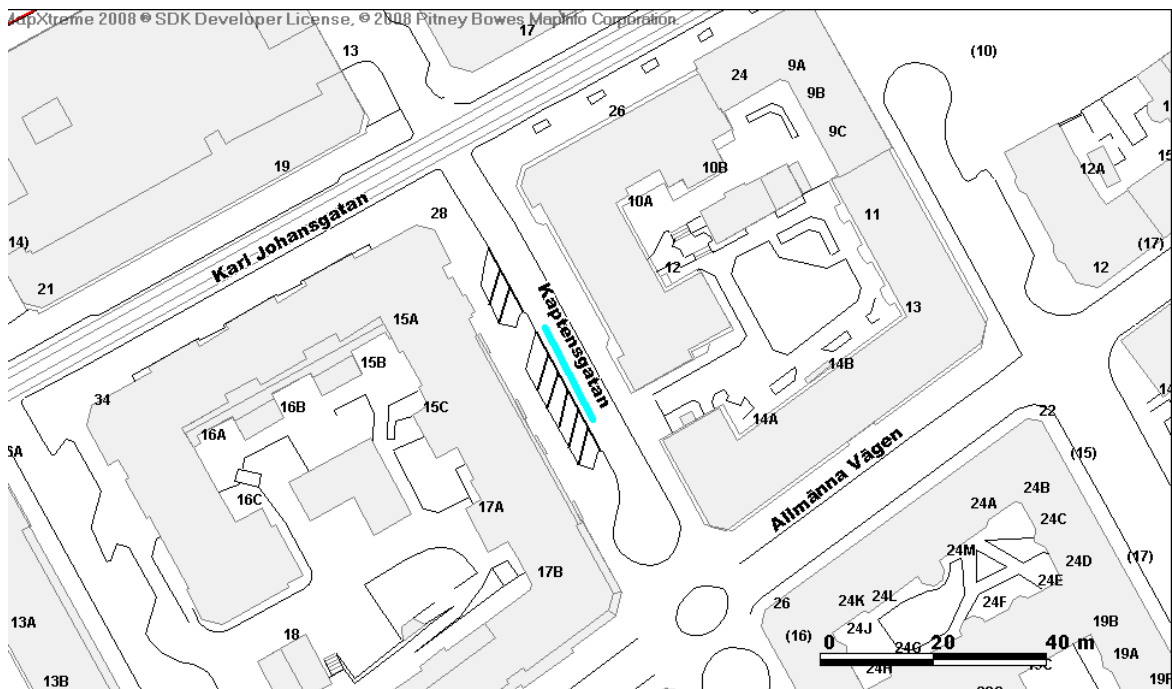 MapXtreme 2008 ® SDK Developer License, © 2008 Pitney Bowes MapInfo Corporation.
17
13
(10)
24
9A
9B
26
9C
19
10B
12A
15
10A
28
11
14)
Karl Johansgatan
(17)
12
12
21
13
Kaptensgatan
15A
15B
14B
34
16B
15C
22
14A
16A
Allmänna Vägen
6A
(15)
16C
24B
17A
24A
24C
24M
(17)
24D
17B
24E
24K
24L
24F
26
13A
19B
18
(16)
24J
0
20
40 m
24G
19A
24H
13B